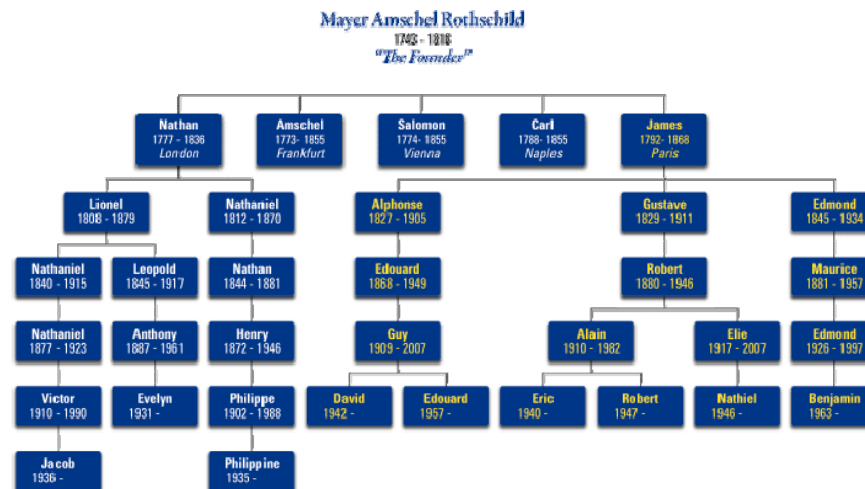 Mayer Amschel Rothschild
1743 - 1818
"The Founder"
Nathan
1777 - 1836
London
Amschel
1773- 1855
Frankfurt
Salomon
1774- 1855
Vienna
Carl
1788- 1855
Naples
James
1792- 1868
Paris
Lionel
1808 - 1879
Nathaniel
1812 - 1870
Alphonse
1827 - 1905
Gustave
1829 - 1911
Edmond
1845 - 1934
Nathaniel
1840 - 1915
Leopold
1845 - 1917
Nathan
1844 - 1881
Edouard
1868 - 1949
Robert
1880 - 1946
Maurice
1881 - 1957
Nathaniel
1877 - 1923
Anthony
1887 - 1961
Henry
1872 - 1946
Guy
1909 - 2007
Alain
1910 - 1982
Elie
1917 - 2007
Edmond
1926 - 1997
Victor
1910 - 1990
Evelyn
1931 -
Philippe
1902 - 1988
David
1942 -
Edouard
1957 -
Eric
1940 -
Robert
1947 -
Nathiel
1946 -
Benjamin
1963 -
Jacob
1936 -
Philippine
1935 -